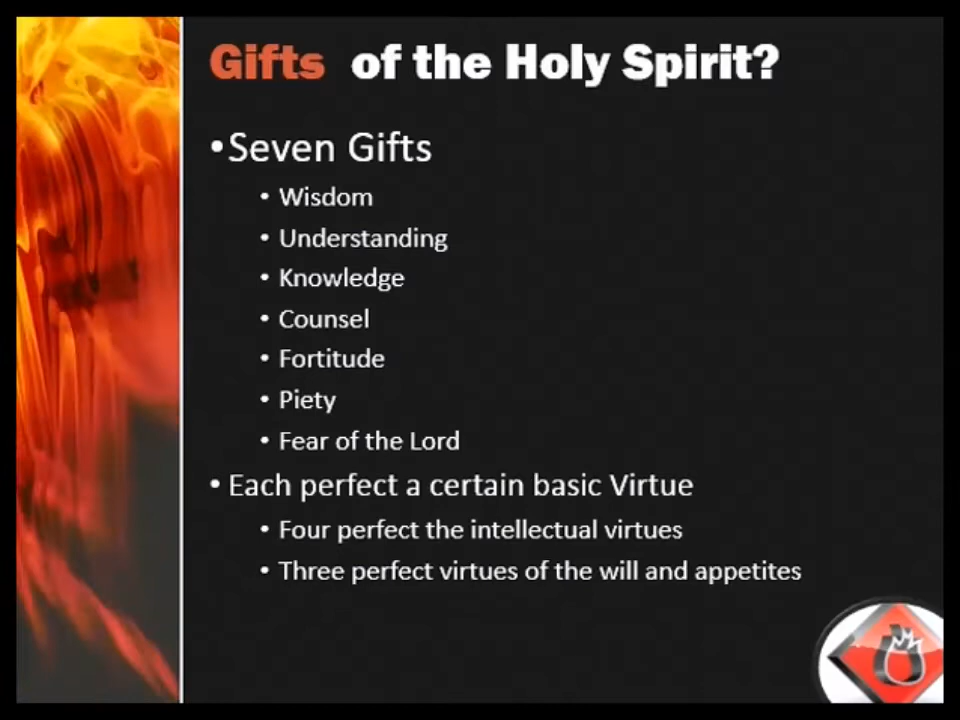 Gifts of the Holy Spirit?
•Seven Gifts
• Wisdom
• Understanding
• Knowledge
• Counsel
• Fortitude
• Piety
• Fear of the Lord
• Each perfect a certain basic Virtue
• Four perfect the intellectual virtues
• Three perfect virtues of the will and appetites